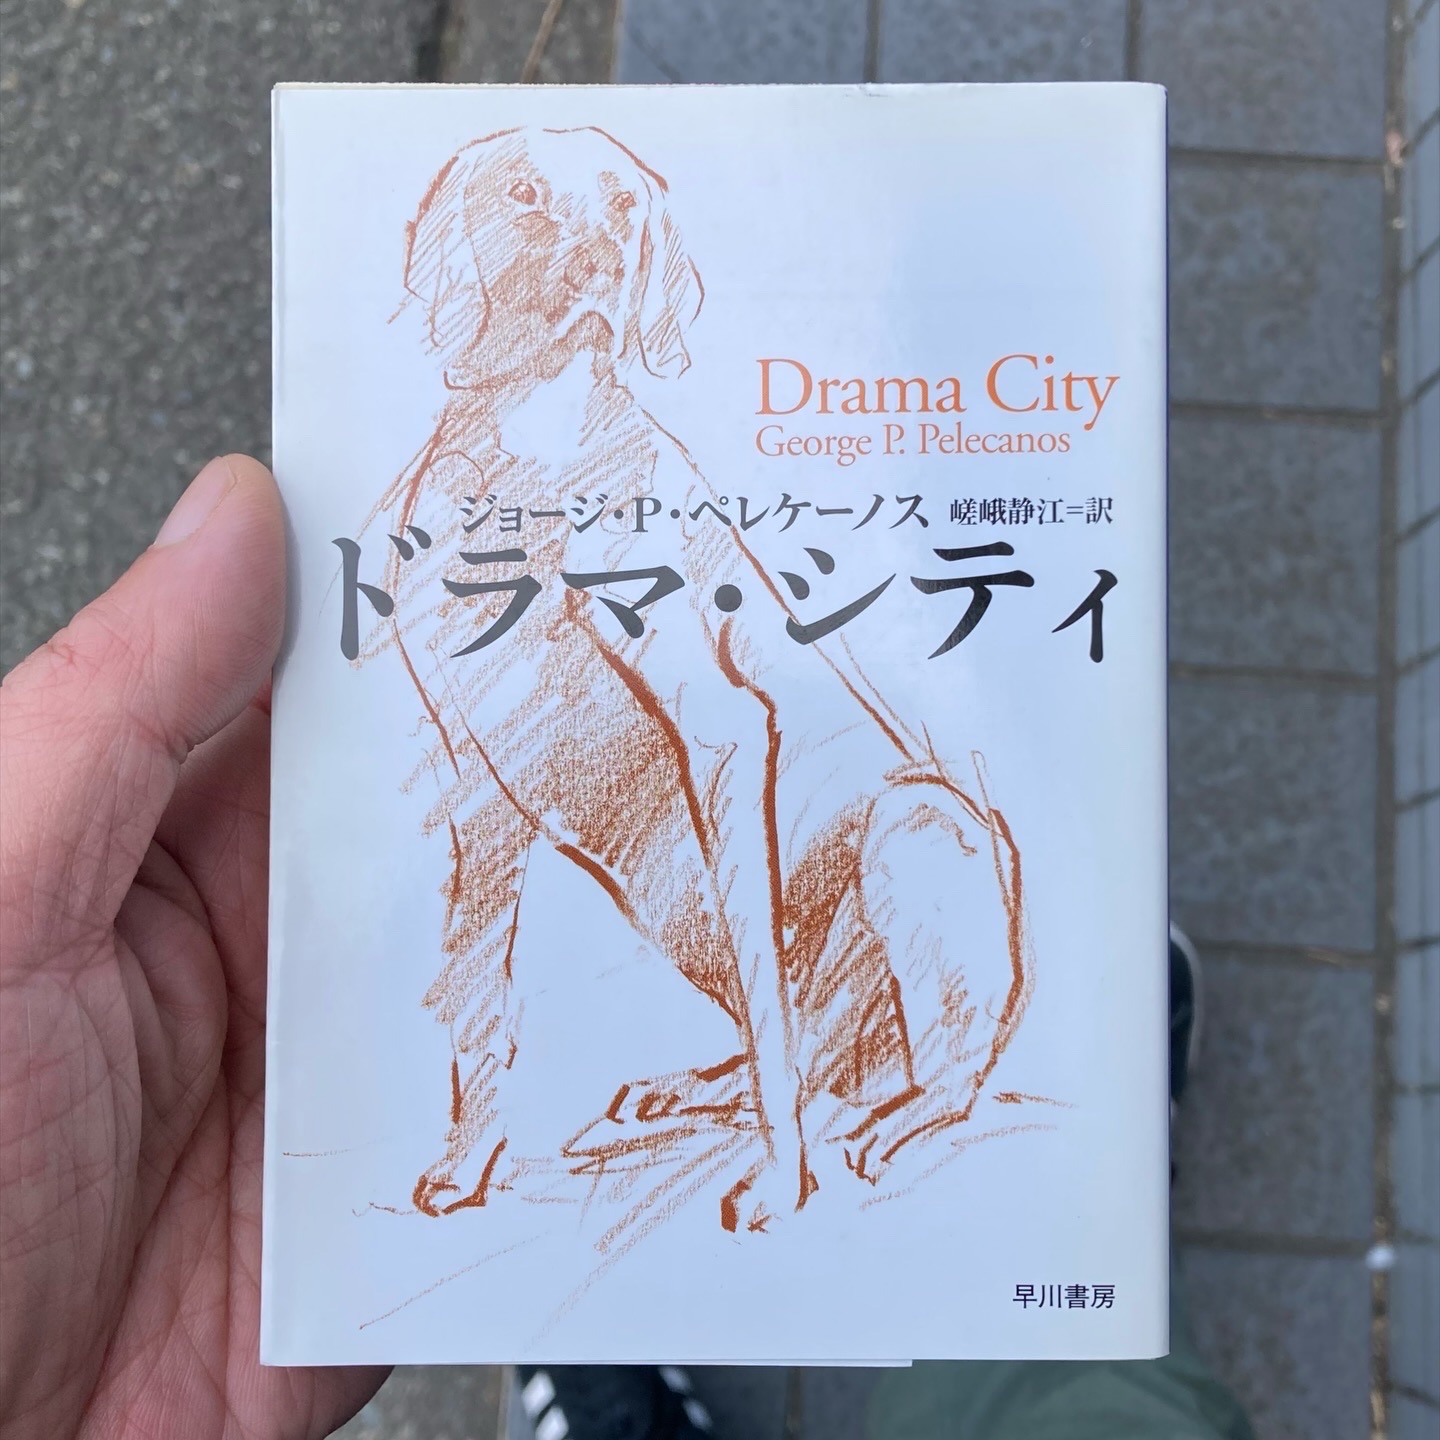 Drama City
George P. Pelecanos
ジョージ・P・ペレケーノス 嵯峨静江=訳
ドラマ・シティ
早川書房